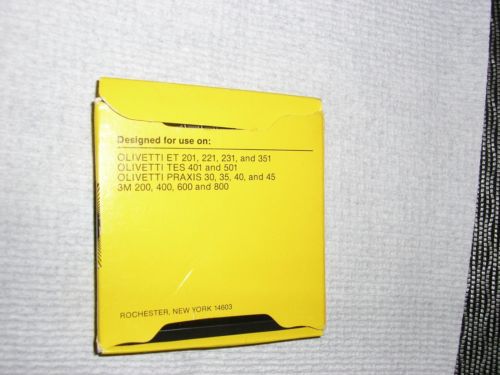 Designed for use on:
OLIVETTI ET 201, 221, 231, and 351
OLIVETTI TES 401 and 501
OLIVETTI PRAXIS 30, 35, 40, and 45
3M 200, 400, 600 and 800
ROCHESTER, NEW YORK 14603